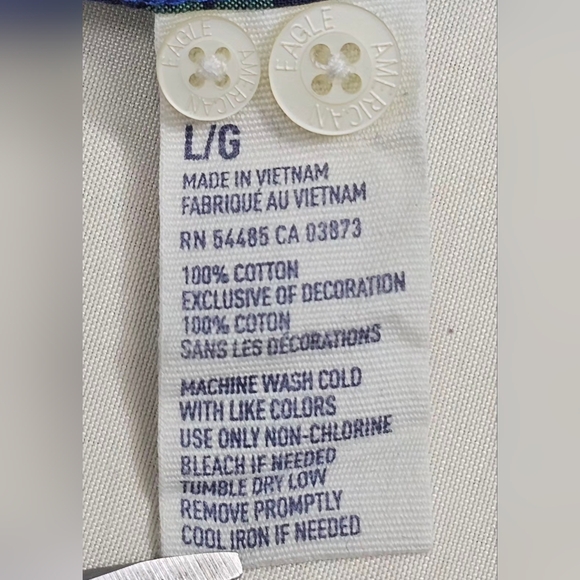 EAGLE AMERICAN
EAGLE AMERICAN
L/G
MADE IN VIETNAM
FABRIQUÉ AU VIETNAM
RN 54485 CA 03873
100% COTTON
EXCLUSIVE OF DECORATION
100% COTON
SANS LES DÉCORATIONS
MACHINE WASH COLD
WITH LIKE COLORS
USE ONLY NON-CHLORINE
BLEACH IF NEEDED
TUMBLE DRY LOW
REMOVE PROMPTLY
COOL IRON IF NEEDED